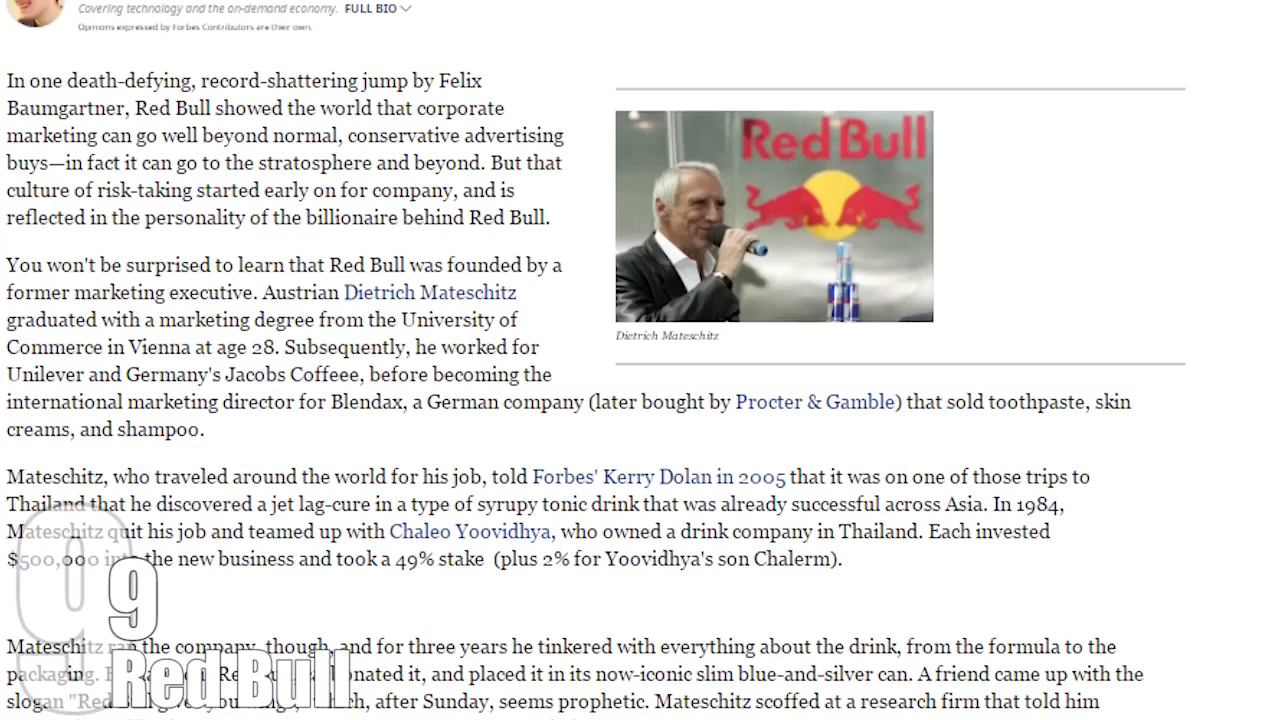 Covering technology and the on-demand economy. FULL BIO
Opinions expressed by Forbes Contributors are their own.
In one death-defying, record-shattering jump by Felix
Baumgartner, Red Bull showed the world that corporate
marketing can go well beyond normal, conservative advertising
buys—in fact it can go to the stratosphere and beyond. But that
culture of risk-taking started early on for company, and is
reflected in the personality of the billionaire behind Red Bull.
Red Bull
Dietrich Mateschitz
You won't be surprised to learn that Red Bull was founded by a
former marketing executive. Austrian Dietrich Mateschitz
graduated with a marketing degree from the University of
Commerce in Vienna at age 28. Subsequently, he worked for
Unilever and Germany's Jacobs Coffeee, before becoming the
international marketing director for Blendax, a German company (later bought by Procter & Gamble) that sold toothpaste, skin
creams, and shampoo.
Mateschitz, who traveled around the world for his job, told Forbes' Kerry Dolan in 2005 that it was on one of those trips to
Thailand that he discovered a jet lag-cure in a type of syrupy tonic drink that was already successful across Asia. In 1984,
Mateschitz quit his job and teamed up with Chaleo Yoovidhya, who owned a drink company in Thailand. Each invested
$500,000 into the new business and took a 49% stake (plus 2% for Yoovidhya's son Chalerm).
Mateschitz ran the company, though, and for three years he tinkered with everything about the drink, from the formula to the
packaging. and placed it in its now-iconic slim blue-and-silver can. A friend came up with the
slogan "Red after Sunday, seems prophetic. Mateschitz scoffed at a research firm that told him
9
9
Red Bull